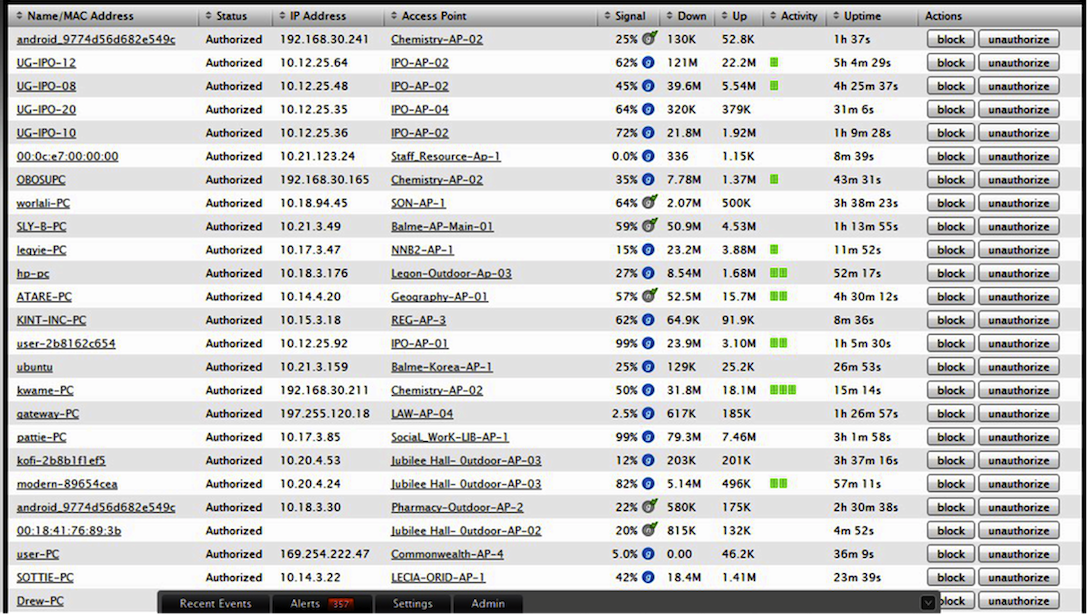 Name/MAC Address Status IP Address Access Point Signal Down Up Activity Uptime Actions
android_9774d56d682e549c Authorized 192.168.30.241 Chemistry-AP-02 25% 130K 52.8K 1h 37s block unauthorize
UG-IPO-12 Authorized 10.12.25.64 IPO-AP-02 62% g 121M 22.2M 5h 4m 29s block unauthorize
UG-IPO-08 Authorized 10.12.25.48 IPO-AP-02 45% g 39.6M 5.54M 4h 25m 37s block unauthorize
UG-IPO-20 Authorized 10.12.25.35 IPO-AP-04 64% g 320K 379K 31m 6s block unauthorize
UG-IPO-10 Authorized 10.12.25.36 IPO-AP-02 72% g 21.8M 1.92M 1h 9m 28s block unauthorize
00:0c:e7:00:00:00 Authorized 10.21.123.24 Staff_Resource-Ap-1 0.0% g 336 1.15K 8m 39s block unauthorize
OBOSUPC Authorized 192.168.30.165 Chemistry-AP-02 35% g 7.78M 1.37M 43m 31s block unauthorize
worlali-PC Authorized 10.18.94.45 SON-AP-1 64% 2.07M 500K 3h 38m 23s block unauthorize
SLY-B-PC Authorized 10.21.3.49 Balme-AP-Main-01 59% 50.9M 4.53M 1h 13m 55s block unauthorize
legyie-PC Authorized 10.17.3.47 NNB2-AP-1 15% g 23.2M 3.88M 11m 52s block unauthorize
hp-pc Authorized 10.18.3.176 Legon-Outdoor-Ap-03 27% g 8.54M 1.68M 52m 17s block unauthorize
ATARE-PC Authorized 10.14.4.20 Geography-AP-01 57% 52.5M 15.7M 4h 30m 12s block unauthorize
KINT-INC-PC Authorized 10.15.3.18 REG-AP-3 62% g 64.9K 91.9K 8m 36s block unauthorize
user-2b8162c654 Authorized 10.12.25.92 IPO-AP-01 99% g 23.9M 3.10M 1h 5m 30s block unauthorize
ubuntu Authorized 10.21.3.159 Balme-Korea-AP-1 25% g 129K 25.2K 26m 53s block unauthorize
kwame-PC Authorized 192.168.30.211 Chemistry-AP-02 50% g 31.8M 18.1M 15m 14s block unauthorize
gateway-PC Authorized 197.255.120.18 LAW-AP-04 2.5% g 617K 185K 1h 26m 57s block unauthorize
pattie-PC Authorized 10.17.3.85 SociaL_WorK-LIB-AP-1 99% g 79.3M 7.46M 3h 1m 58s block unauthorize
kofi-2b8b1f1ef5 Authorized 10.20.4.53 Jubilee Hall- Outdoor-AP-03 12% g 203K 201K 3h 37m 16s block unauthorize
modern-89654cea Authorized 10.20.4.24 Jubilee Hall- Outdoor-AP-03 82% g 5.14M 496K 57m 11s block unauthorize
android_9774d56d682e549c Authorized 10.18.3.30 Pharmacy-Outdoor-AP-2 22% 580K 175K 2h 30m 38s block unauthorize
00:18:41:76:89:3b Authorized Jubilee Hall- Outdoor-AP-02 20% 815K 132K 4m 52s block unauthorize
user-PC Authorized 169.254.222.47 Commonwealth-AP-4 5.0% g 0.00 46.2K 36m 9s block unauthorize
SOTTIE-PC Authorized 10.14.3.22 LECIA-ORID-AP-1 42% g 18.4M 1.41M 23m 39s block unauthorize
Drew-PC block unauthorize
Recent Events Alerts 357 Settings Admin